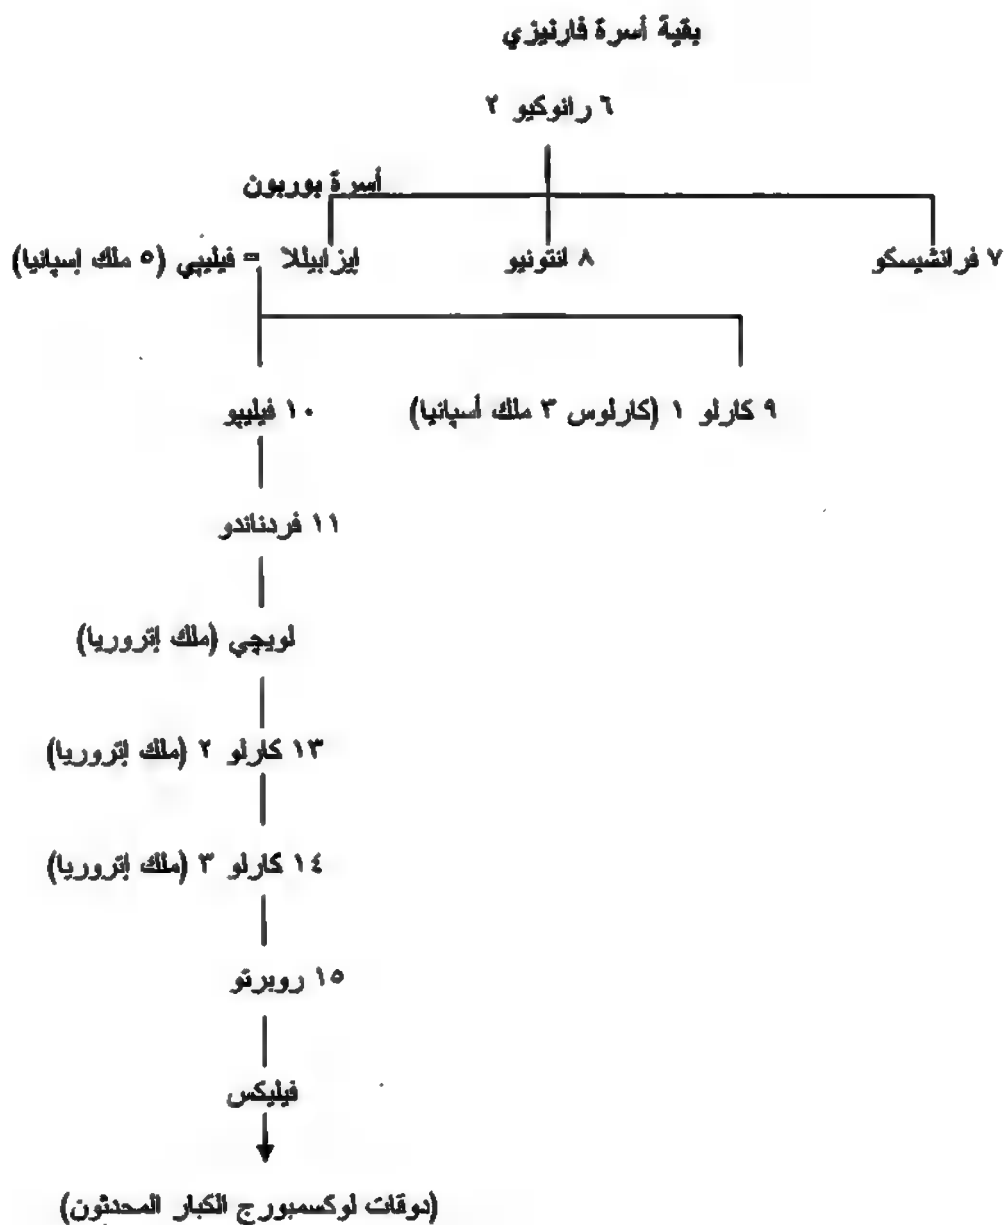 بقية أسرة فارنيزي
٦ رانوكيو ٢
أسرة بوربون
٧ فرانشيسكو
٨ انتونيو
إيزابيللا = فيليبي (٥ ملك إسبانيا)
٩ كارلو ١ (كارلوس ٣ ملك أسبانيا)
١٠ فيليبو
١١ فردناندو
لويجي (ملك إتروريا)
١٣ كارلو ٢ (ملك إتروريا)
١٤ كارلو ٣ (ملك إتروريا)
١٥ روبرتو
فيليكس
(دوقات لوكسمبورج الكبار المحدثون)